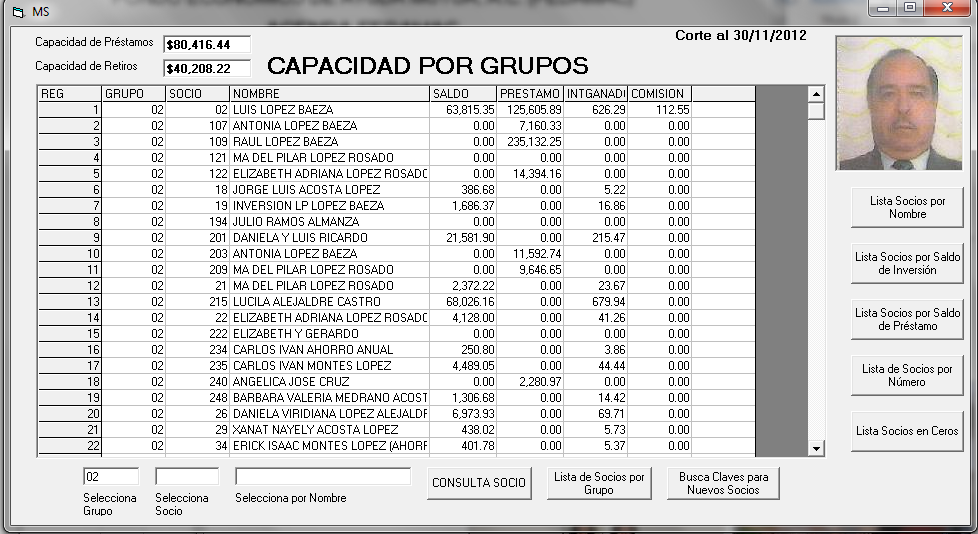 MS
Capacidad de Préstamos $80,416.44
Corte al 30/11/2012
Capacidad de Retiros $40,208.22
CAPACIDAD POR GRUPOS
REG GRUPO SOCIO NOMBRE SALDO PRESTAMO INTGANADI COMISION
1 02 02 LUIS LOPEZ BAEZA 63,815.35 125,605.89 626.29 112.55
2 02 107 ANTONIA LOPEZ BAEZA 0.00 7,160.33 0.00 0.00
3 02 109 RAUL LOPEZ BAEZA 0.00 235,132.25 0.00 0.00
4 02 121 MA DEL PILAR LOPEZ ROSADO 0.00 0.00 0.00 0.00
5 02 122 ELIZABETH ADRIANA LOPEZ ROSADO 0.00 14,394.16 0.00 0.00
6 02 18 JORGE LUIS ACOSTA LOPEZ 386.68 0.00 5.22 0.00
7 02 19 INVERSION LP LOPEZ BAEZA 1,686.37 0.00 16.86 0.00
8 02 194 JULIO RAMOS ALMANZA 0.00 0.00 0.00 0.00
9 02 201 DANIELA Y LUIS RICARDO 21,581.90 0.00 215.47 0.00
10 02 203 ANTONIA LOPEZ BAEZA 0.00 11,592.74 0.00 0.00
11 02 209 MA DEL PILAR LOPEZ ROSADO 0.00 9,646.65 0.00 0.00
12 02 21 MA DEL PILAR LOPEZ ROSADO 2,372.22 0.00 23.67 0.00
13 02 215 LUCILA ALEJALDRE CASTRO 68,026.16 0.00 679.94 0.00
14 02 22 ELIZABETH ADRIANA LOPEZ ROSADO 4,128.00 0.00 41.26 0.00
15 02 222 ELIZABETH Y GERARDO 0.00 0.00 0.00 0.00
16 02 234 CARLOS IVAN AHORRO ANUAL 250.80 0.00 3.86 0.00
17 02 235 CARLOS IVAN MONTES LOPEZ 4,489.05 0.00 44.44 0.00
18 02 240 ANGELICA JOSE CRUZ 0.00 2,280.97 0.00 0.00
19 02 248 BARBARA VALERIA MEDRANO ACOST 1,306.68 0.00 14.42 0.00
20 02 26 DANIELA VIRIDIANA LOPEZ ALEJALDR 6,973.93 0.00 69.71 0.00
21 02 29 XANAT NAYELY ACOSTA LOPEZ 438.02 0.00 5.73 0.00
22 02 34 ERICK ISAAC MONTES LOPEZ (AHORR 401.78 0.00 5.37 0.00
Lista Socios por
Nombre
Lista Socios por Saldo
de Inversión
Lista Socios por Saldo
de Préstamo
Lista de Socios por
Número
Lista Socios en Ceros
02
Selecciona
Grupo
Selecciona
Socio
Selecciona por Nombre
CONSULTA SOCIO
Lista de Socios por
Grupo
Busca Claves para
Nuevos Socios